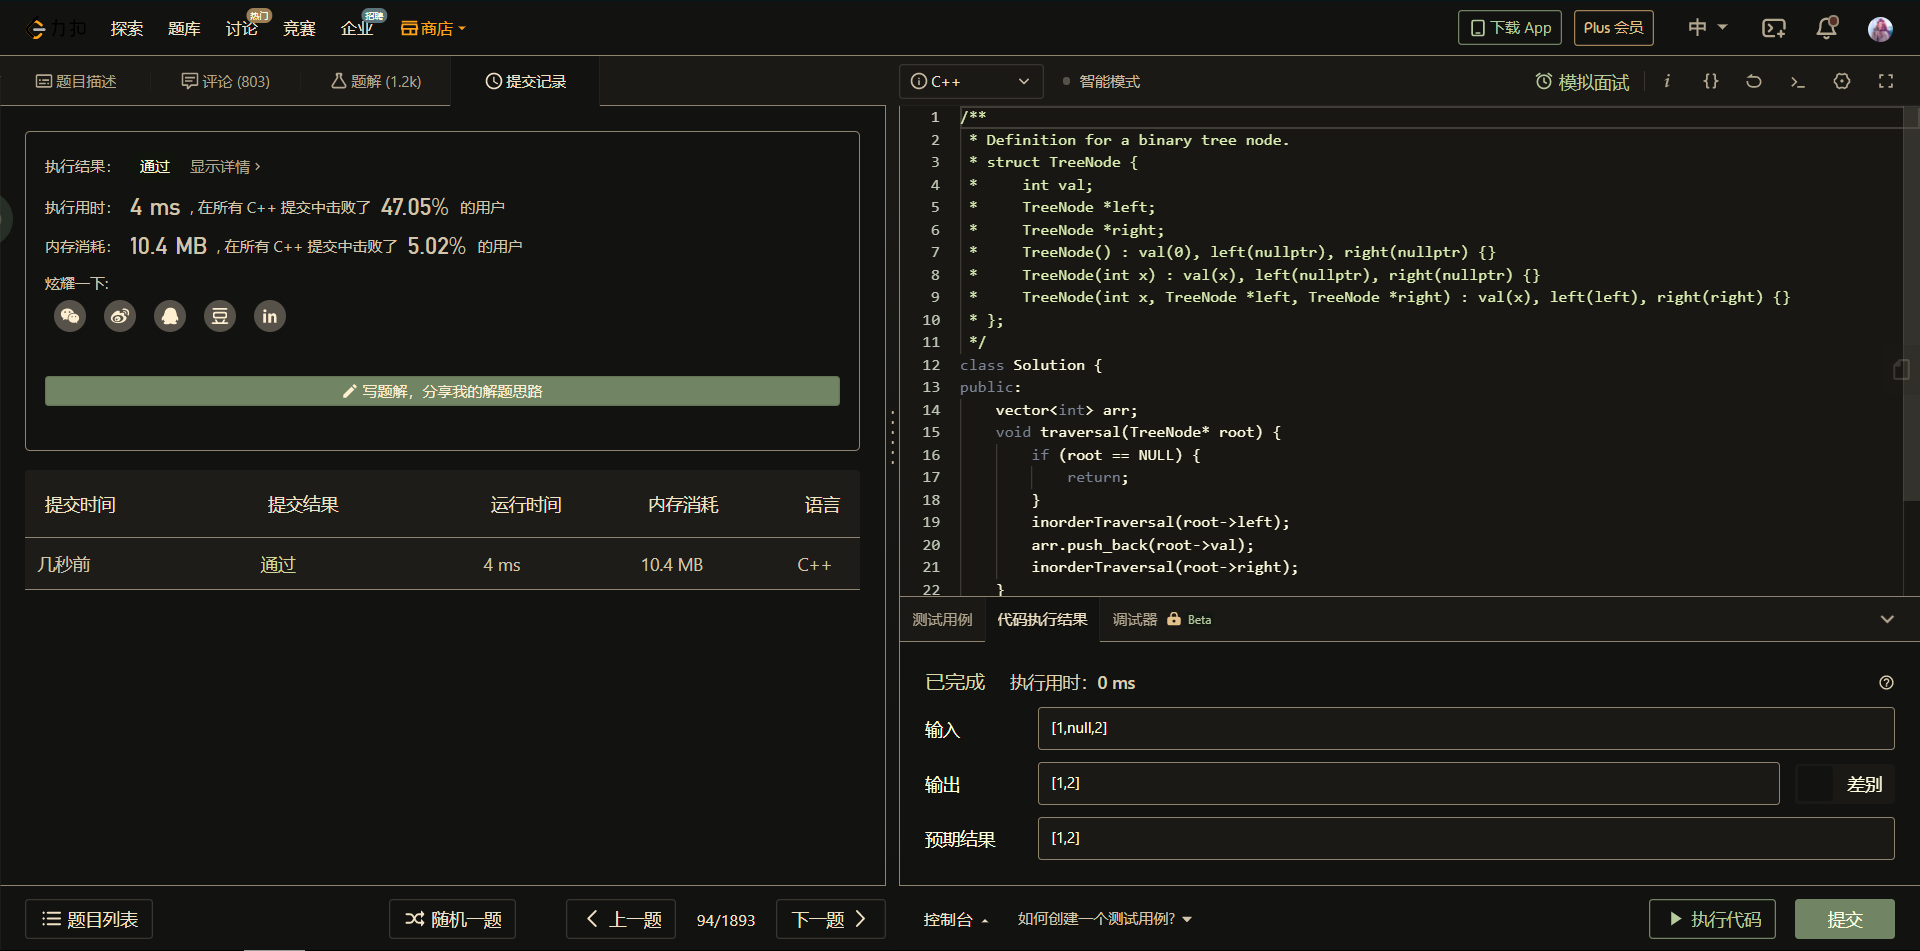 力扣 探索 题库 讨论 热门 竞赛 企业 招聘 商店 下载 App Plus 会员 中
题目描述 评论 (803) 题解 (1.2k) 提交记录
C++ 智能模式 模拟面试
执行结果： 通过 显示详情 >
执行用时： 4 ms , 在所有 C++ 提交中击败了 47.05% 的用户
内存消耗： 10.4 MB , 在所有 C++ 提交中击败了 5.02% 的用户
炫耀一下:
写题解，分享我的解题思路
提交时间 提交结果 运行时间 内存消耗 语言
几秒前 通过 4 ms 10.4 MB C++
1 /**
2 * Definition for a binary tree node.
3 * struct TreeNode {
4 *     int val;
5 *     TreeNode *left;
6 *     TreeNode *right;
7 *     TreeNode() : val(0), left(nullptr), right(nullptr) {}
8 *     TreeNode(int x) : val(x), left(nullptr), right(nullptr) {}
9 *     TreeNode(int x, TreeNode *left, TreeNode *right) : val(x), left(left), right(right) {}
10 * };
11 */
12 class Solution {
13 public:
14     vector<int> arr;
15     void traversal(TreeNode* root) {
16         if (root == NULL) {
17             return;
18         }
19         inorderTraversal(root->left);
20         arr.push_back(root->val);
21         inorderTraversal(root->right);
22     }
测试用例 代码执行结果 调试器 Beta
已完成 执行用时：0 ms
输入 [1,null,2]
输出 [1,2] 差别
预期结果 [1,2]
题目列表 随机一题 上一题 94/1893 下一题 控制台 如何创建一个测试用例? 执行代码 提交